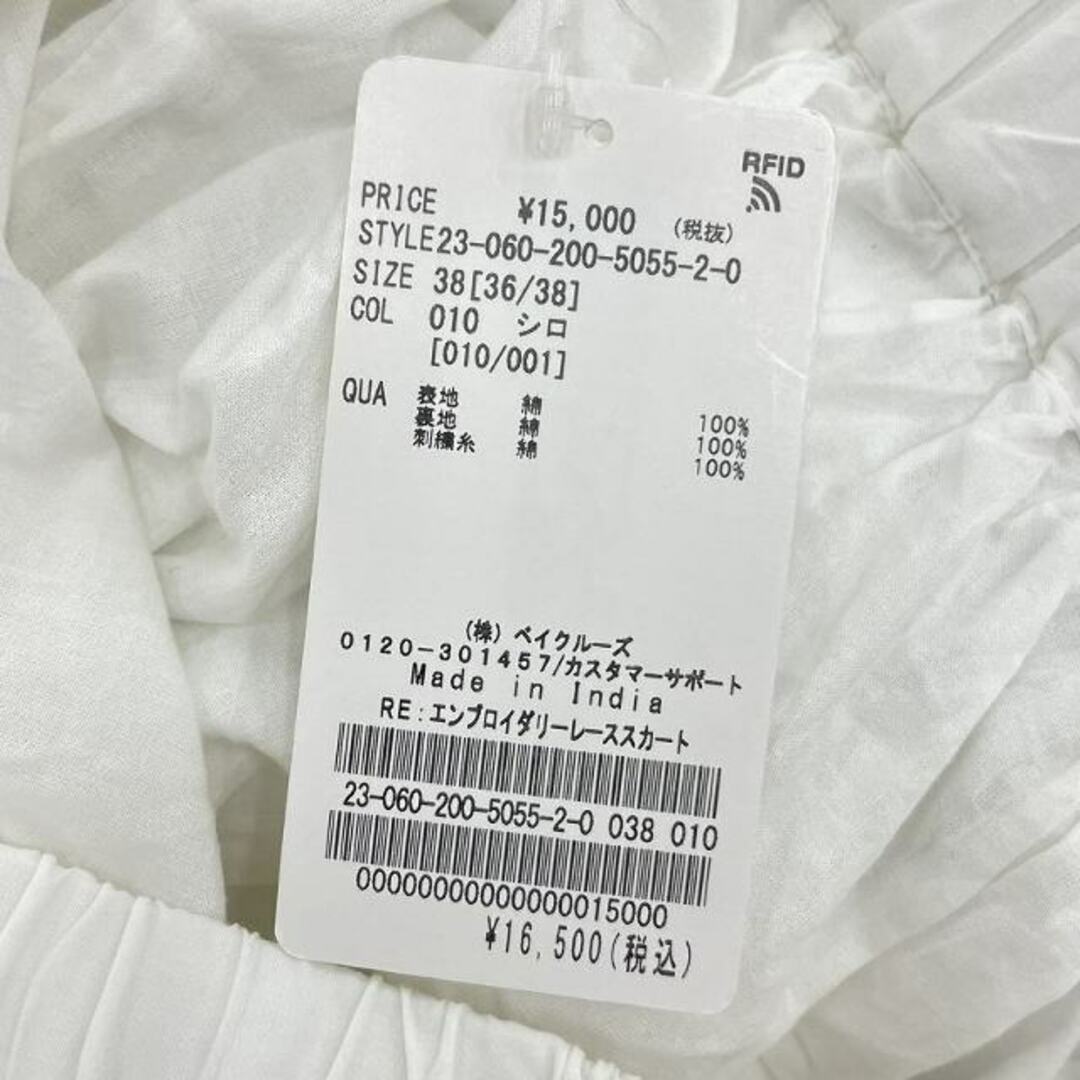 RFID
PRICE ¥15,000 (税抜)
STYLE23-060-200-5055-2-0
SIZE 38[36/38]
COL 010 シロ
[010/001]
QUA 表地 綿 100%
裏地 綿 100%
刺繍糸 綿 100%
(株) ベイクルーズ
0120-301457/カスタマーサポート
Made in India
RE:エンブロイダリーレーススカート
23-060-200-5055-2-0 038 010
00000000000000015000
¥16,500(税込)